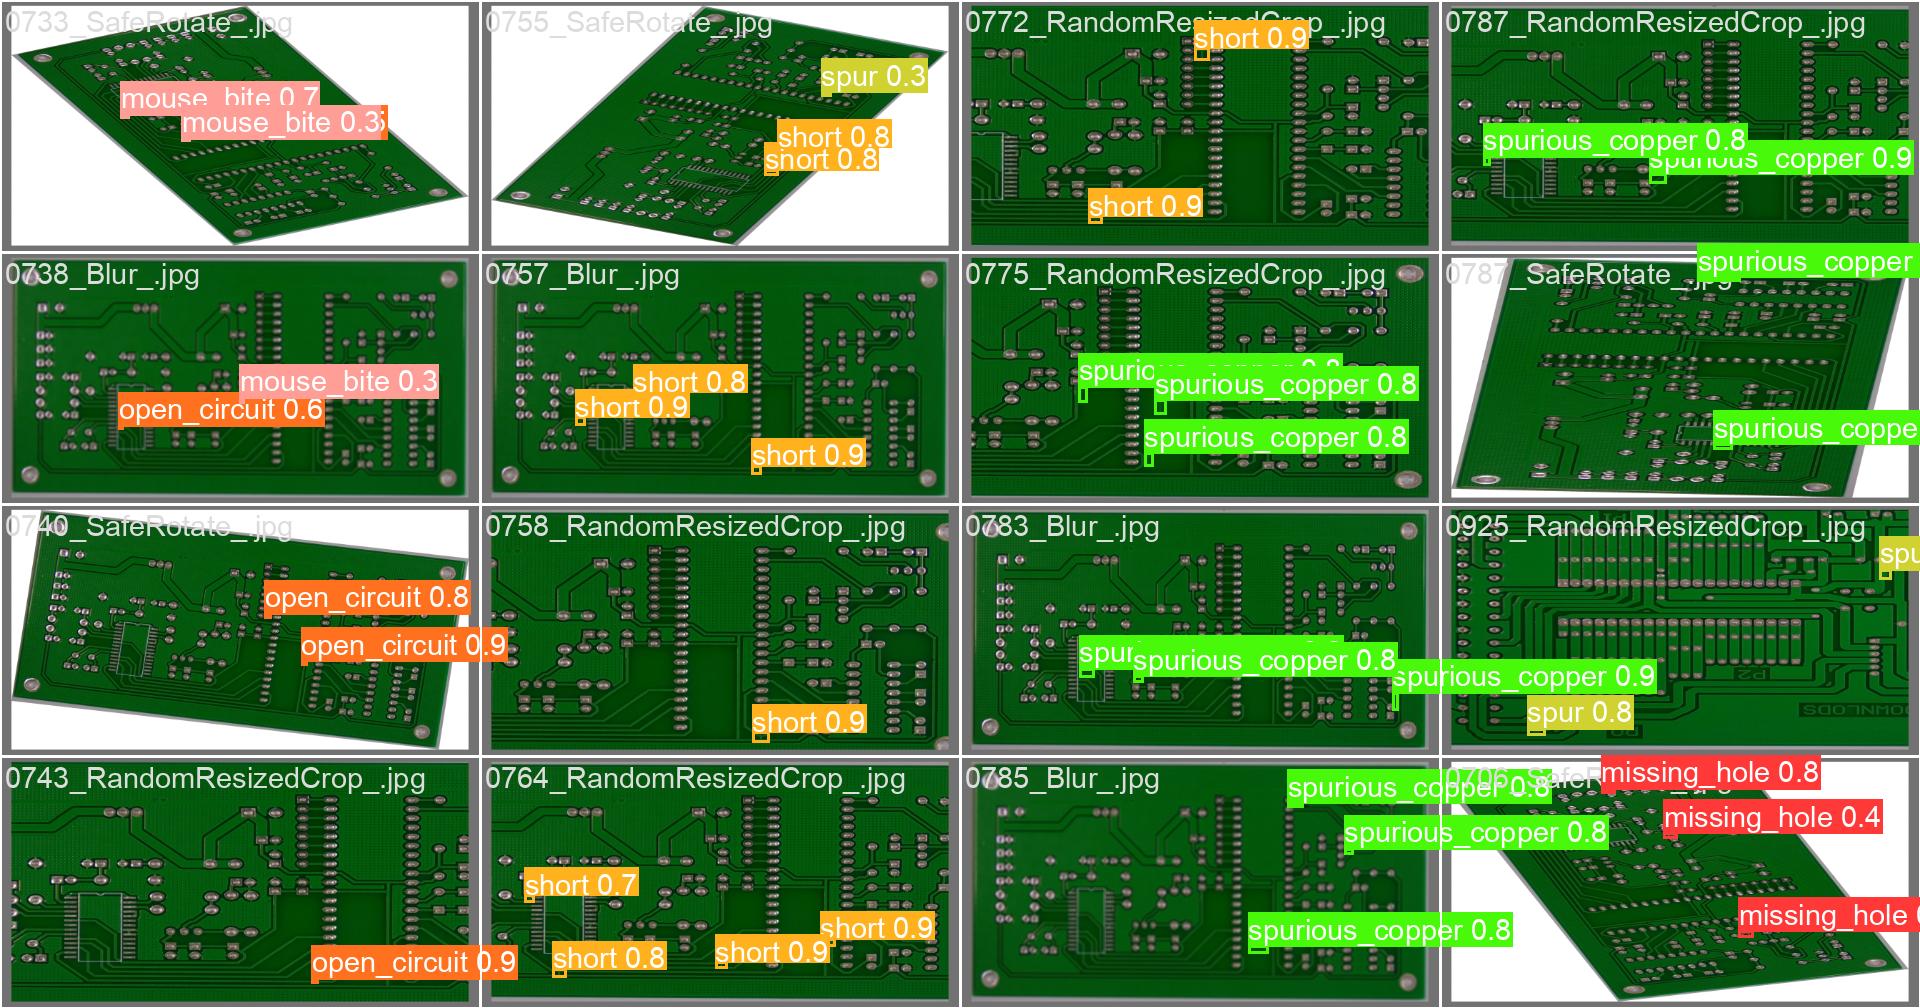 0733_SafeRotate_.jpg
mouse_bite 0.7
mouse_bite 0.3
0755_SafeRotate_.jpg
spur 0.3
short 0.8
short 0.8
0772_RandomResizedCrop_.jpg
short 0.9
short 0.9
0787_RandomResizedCrop_.jpg
spurious_copper 0.8
spurious_copper 0.9
0738_Blur_.jpg
mouse_bite 0.3
open_circuit 0.6
0757_Blur_.jpg
short 0.8
short 0.9
short 0.9
0775_RandomResizedCrop_.jpg
spurious_copper 0.8
spurious_copper 0.8
0787_SafeRotate_.jpg
spurious_copper
spurious_coppe
0740_SafeRotate_.jpg
open_circuit 0.8
open_circuit 0.9
0758_RandomResizedCrop_.jpg
short 0.9
0783_Blur_.jpg
spur
spurious_copper 0.8
spurious_copper 0.9
0925_RandomResizedCrop_.jpg
spu
spur 0.8
0743_RandomResizedCrop_.jpg
open_circuit 0.9
0764_RandomResizedCrop_.jpg
short 0.7
short 0.9
short 0.9
short 0.8
0785_Blur_.jpg
spurious_copper 0.8
spurious_copper 0.8
spurious_copper 0.8
missing_hole 0.8
missing_hole 0.4
missing_hole